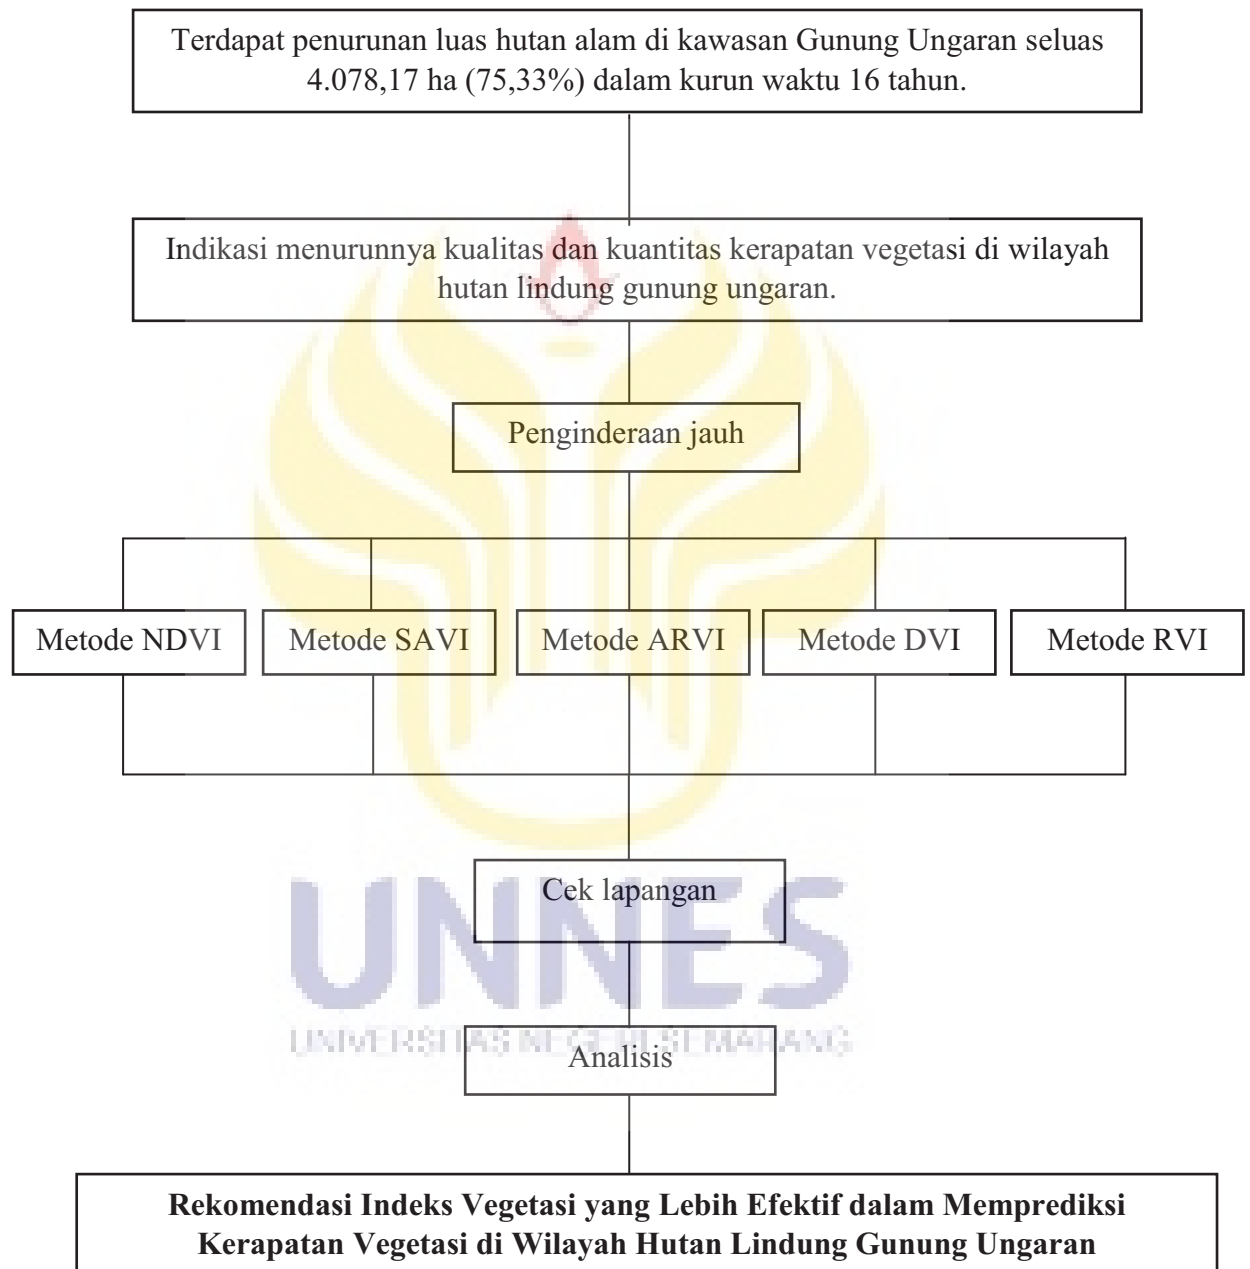 Terdapat penurunan luas hutan alam di kawasan Gunung Ungaran seluas
4.078,17 ha (75,33%) dalam kurun waktu 16 tahun.
Indikasi menurunnya kualitas dan kuantitas kerapatan vegetasi di wilayah
hutan lindung gunung ungaran.
Penginderaan jauh
Metode NDVI
Metode SAVI
Metode ARVI
Metode DVI
Metode RVI
Cek lapangan
UNNES
UNIVERSITAS NEGERI SEMARANG
Analisis
Rekomendasi Indeks Vegetasi yang Lebih Efektif dalam Memprediksi
Kerapatan Vegetasi di Wilayah Hutan Lindung Gunung Ungaran